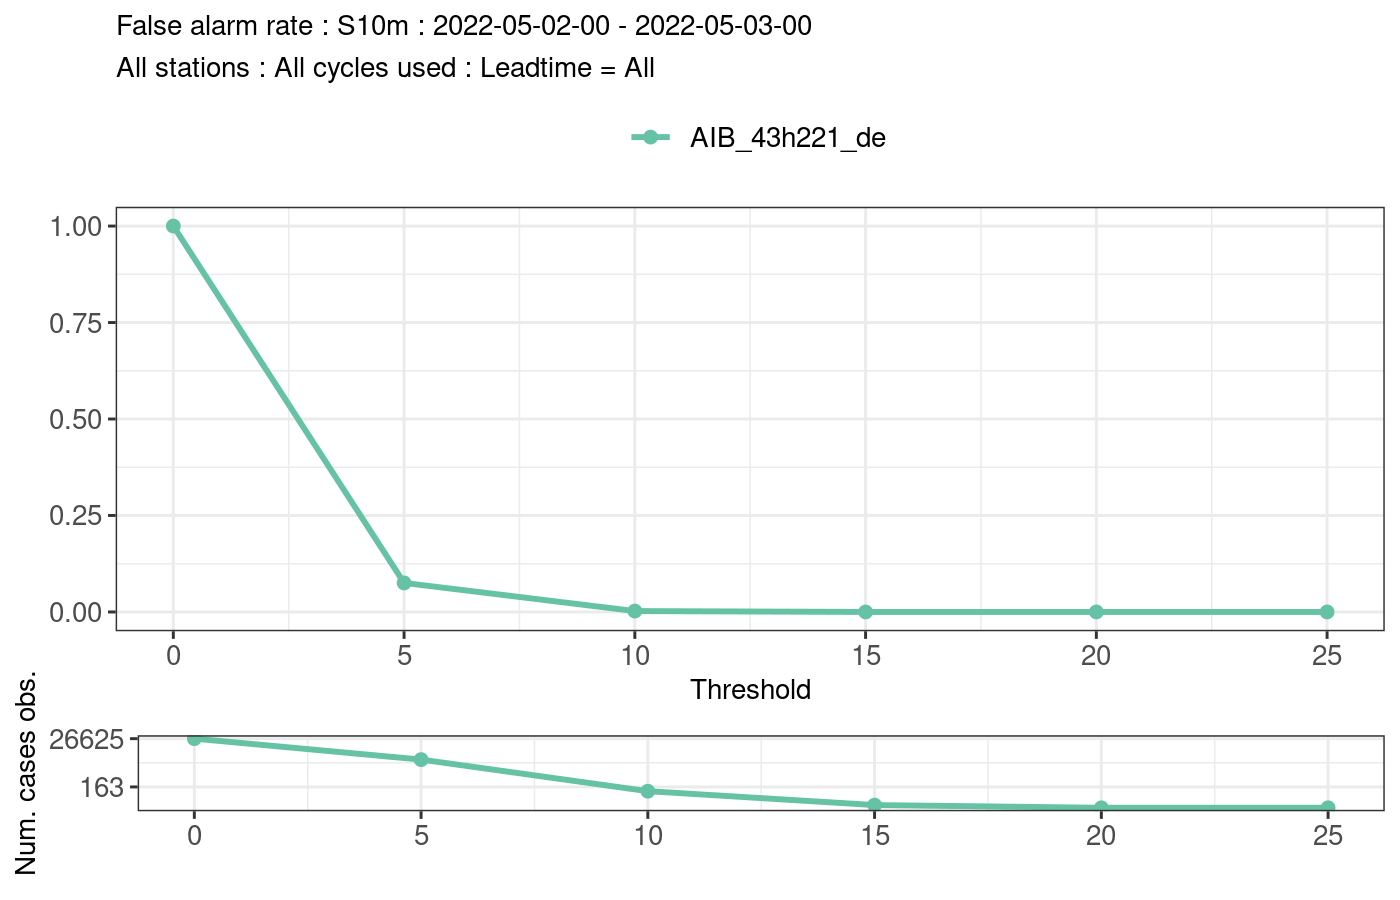 False alarm rate : S10m : 2022-05-02-00 - 2022-05-03-00
All stations : All cycles used : Leadtime = All
AIB_43h221_de
1.00
0.75
0.50
0.25
0.00
0 5 10 15 20 25
Threshold
Num. cases obs.
26625
163
0 5 10 15 20 25